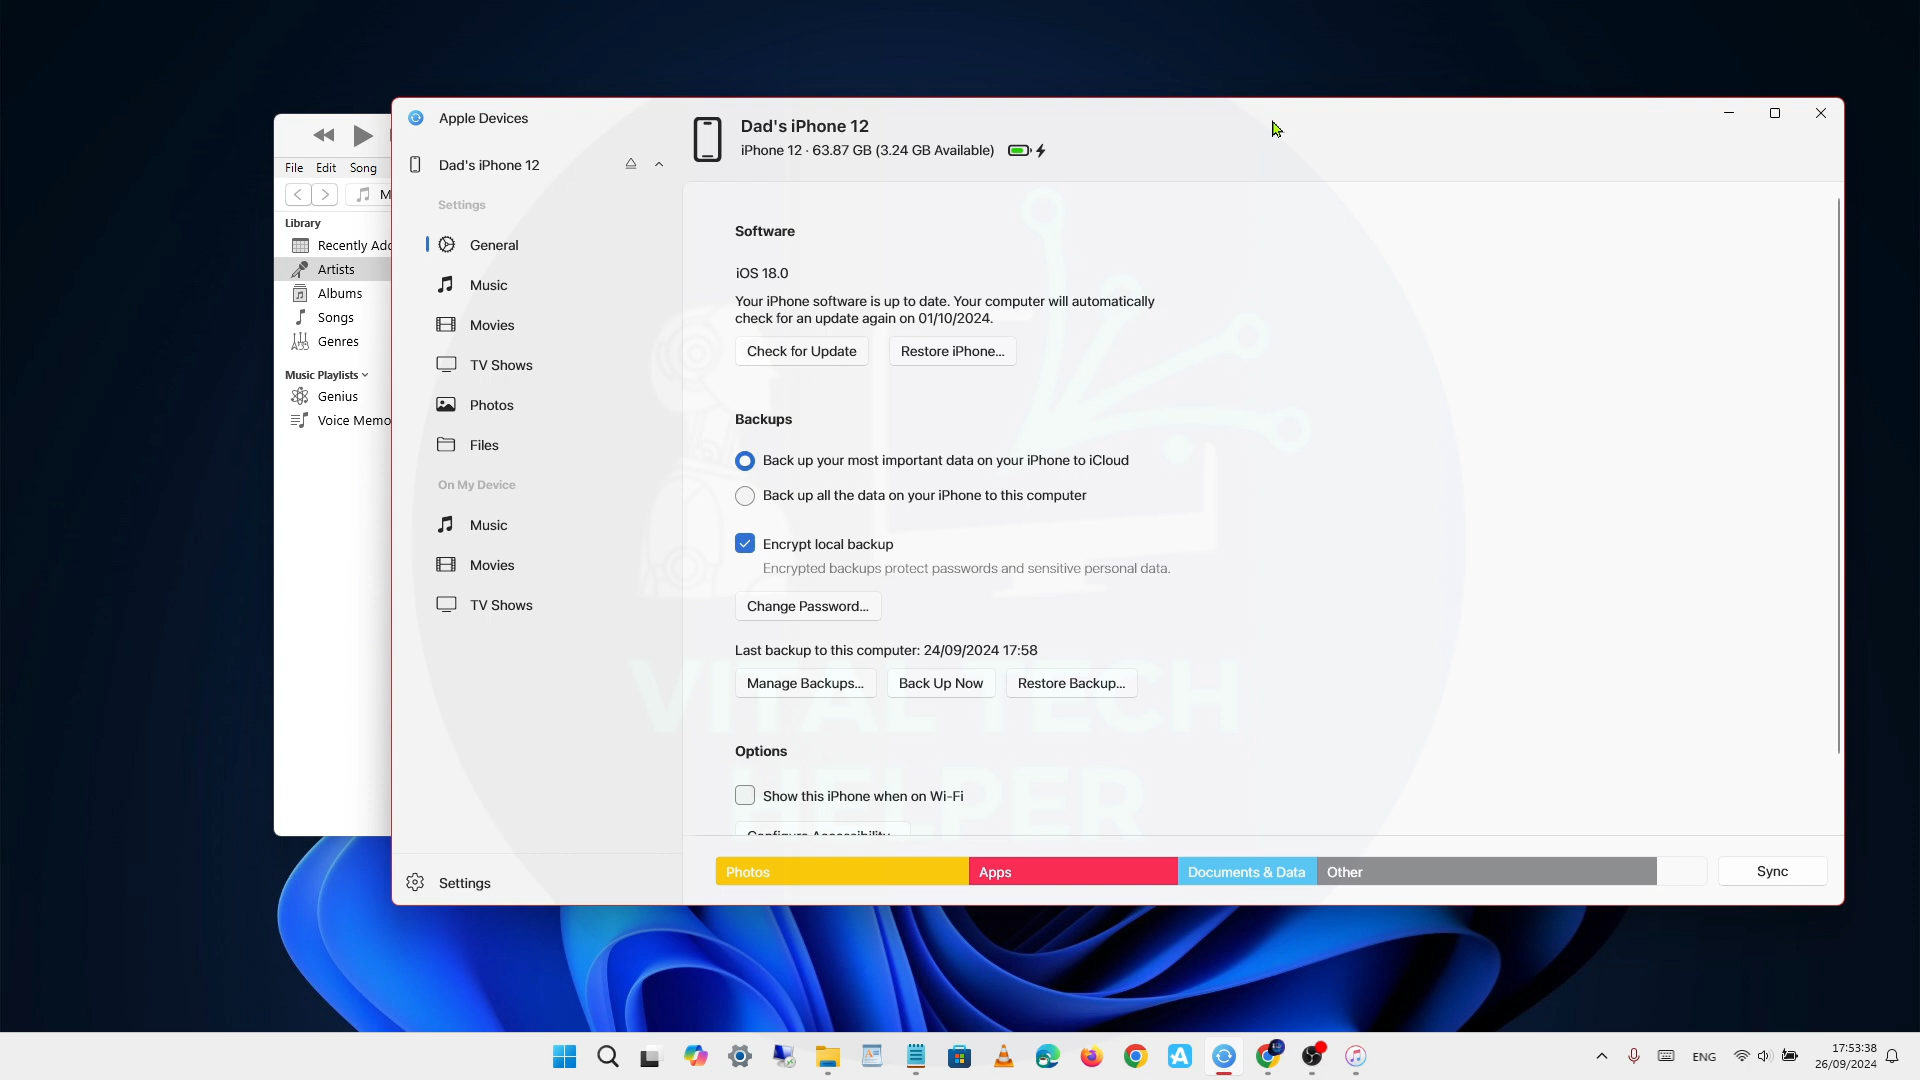 Apple Devices
Dad's iPhone 12
Settings
General
Music
Movies
TV Shows
Photos
Files
On My Device
Music
Movies
TV Shows
Settings
Dad's iPhone 12
iPhone 12 · 63.87 GB (3.24 GB Available)
Software
iOS 18.0
Your iPhone software is up to date. Your computer will automatically
check for an update again on 01/10/2024.
Check for Update Restore iPhone...
Backups
Back up your most important data on your iPhone to iCloud
Back up all the data on your iPhone to this computer
Encrypt local backup
Encrypted backups protect passwords and sensitive personal data.
Change Password...
Last backup to this computer: 24/09/2024 17:58
Manage Backups... Back Up Now Restore Backup...
Options
Show this iPhone when on Wi-Fi
Configure Accessibility...
Photos Apps Documents & Data Other Sync
VITAL TECH
HELPER
File Edit Song
M
Library
Recently Add
Artists
Albums
Songs
Genres
Music Playlists
Genius
Voice Memo
ENG
17:53:38
26/09/2024